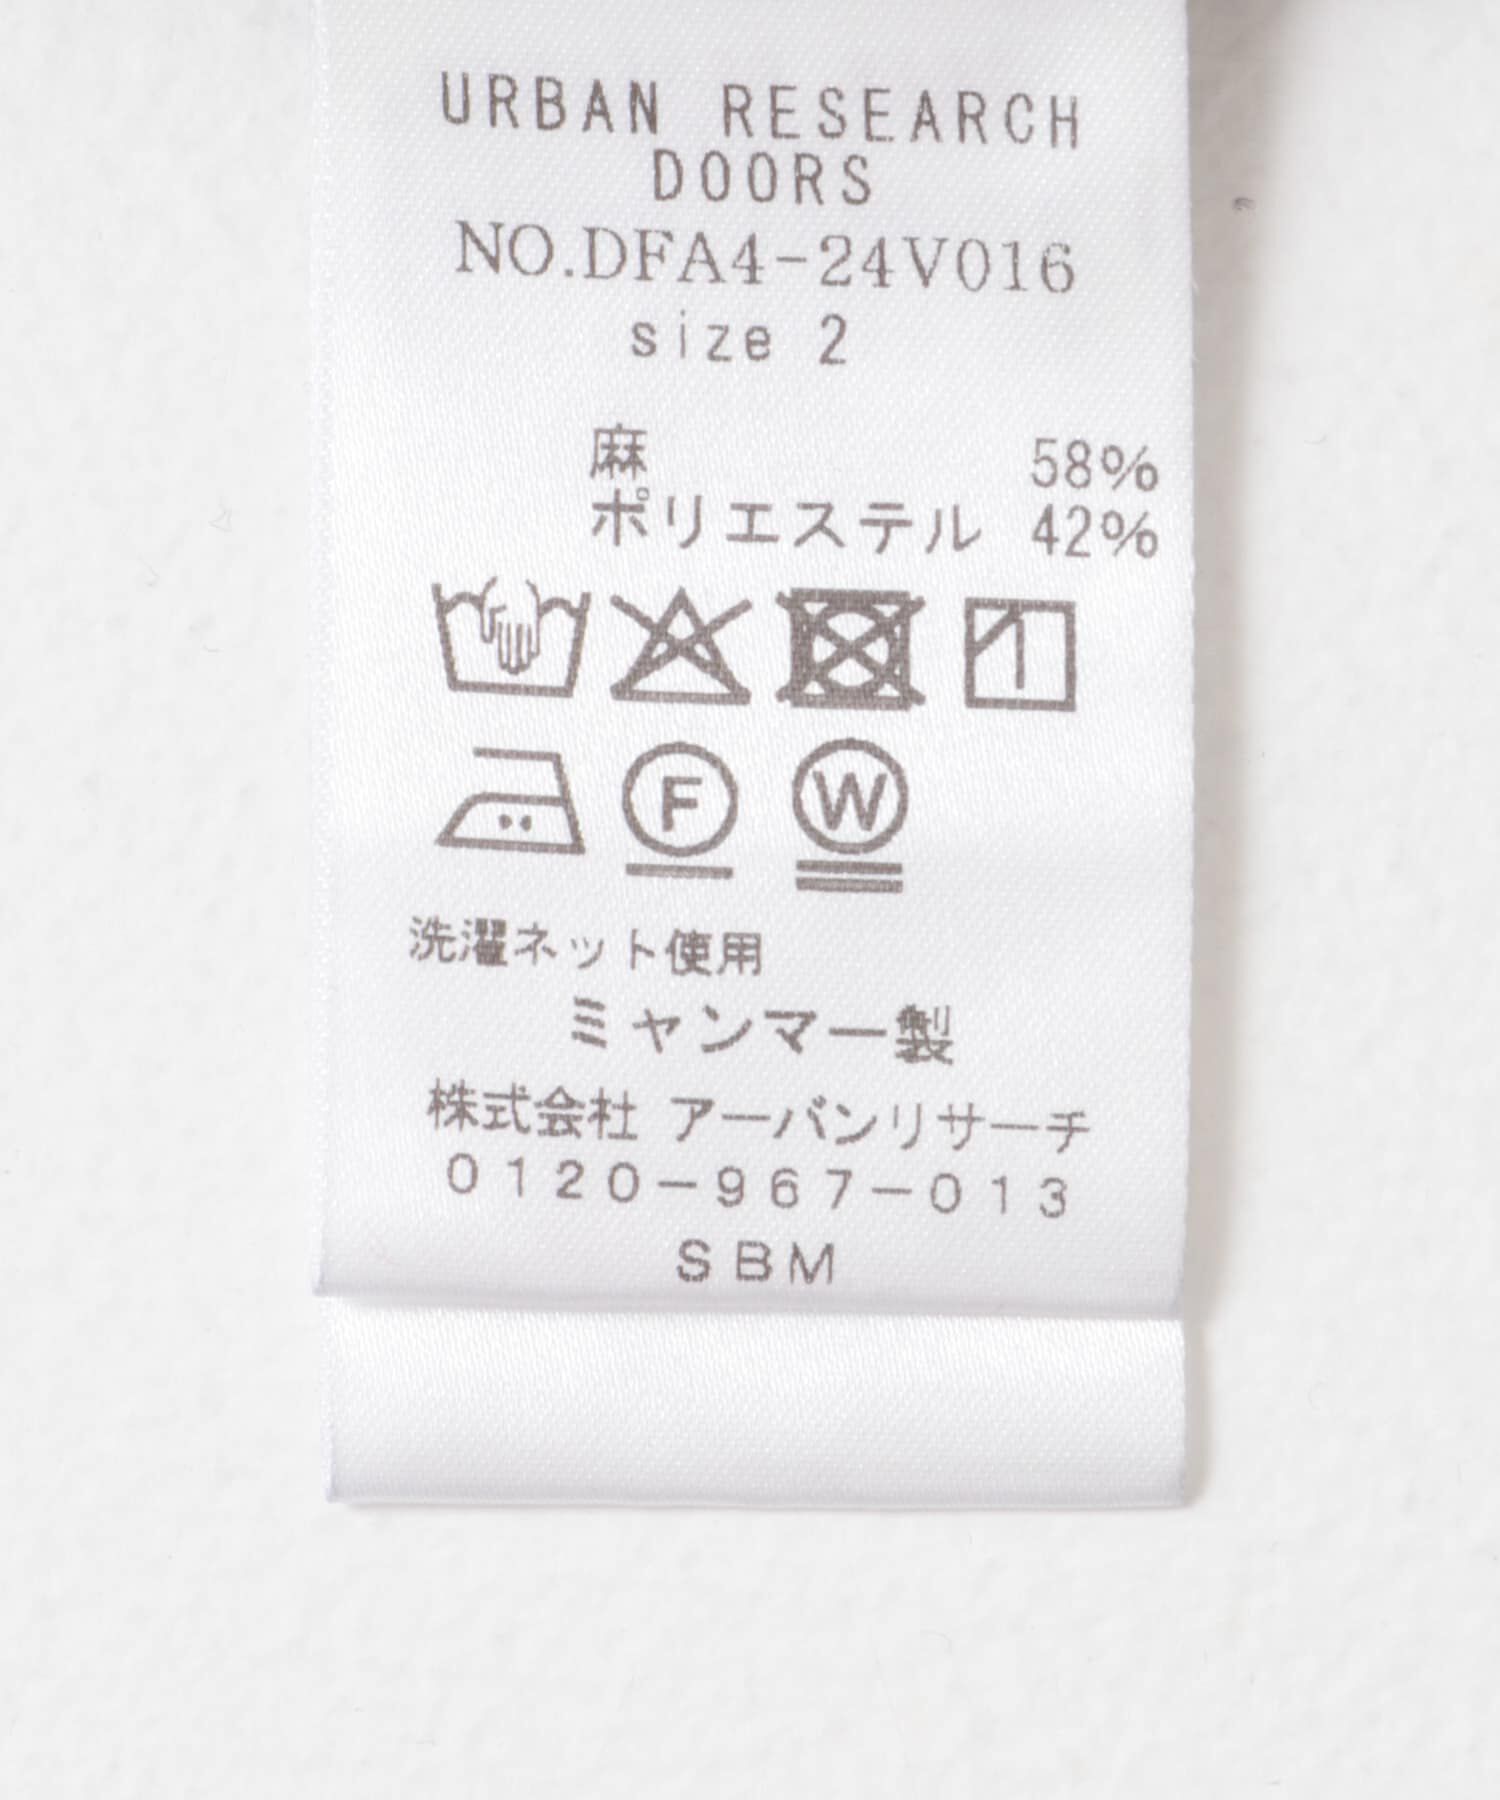 URBAN RESEARCH
DOORS
NO.DFA4-24V016
size 2
麻 58%
ポリエステル 42%
F W
洗濯ネット使用
ミャンマー製
株式会社 アーバンリサーチ
0120-967-013
SBM